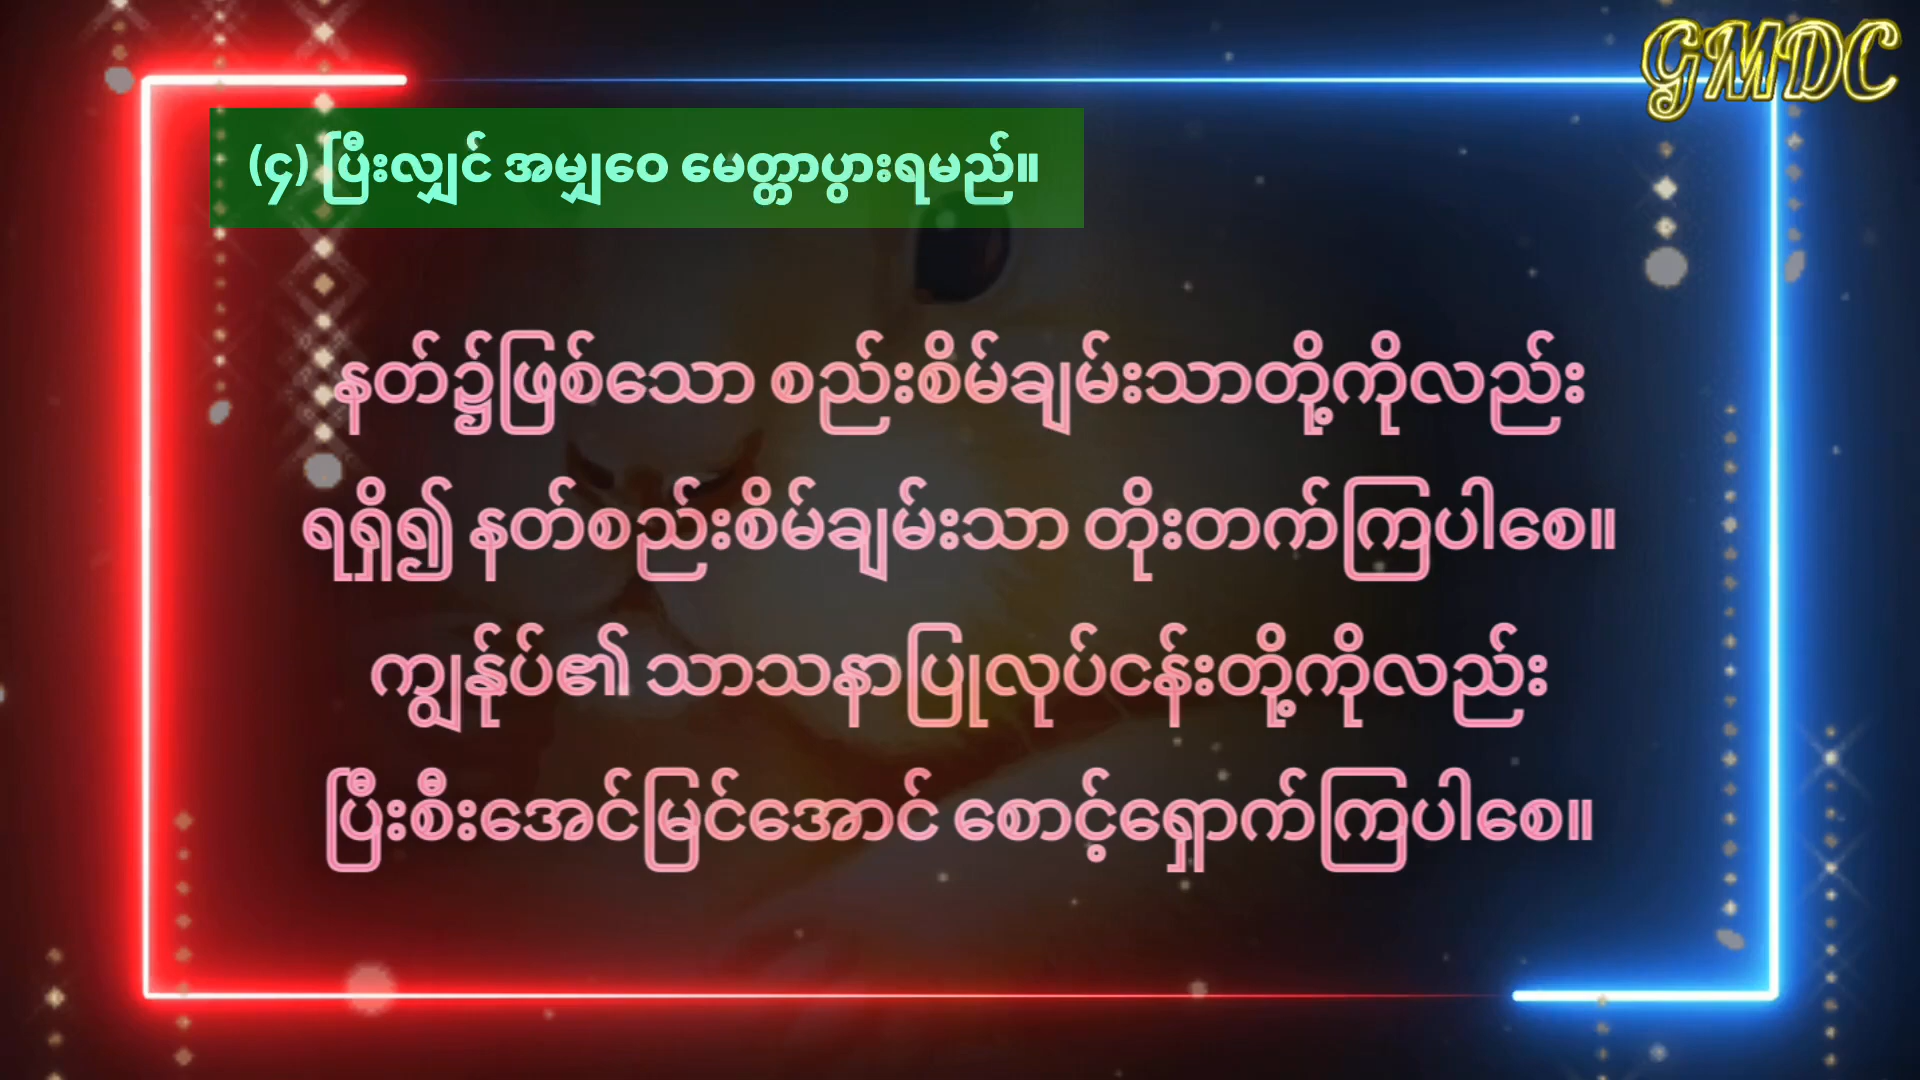 GMDC
(၄) ပြီးလျှင် အမျှဝေ မေတ္တာပွားရမည်။
နတ်၌ဖြစ်သော စည်းစိမ်ချမ်းသာတို့ကိုလည်း
ရရှိ၍ နတ်စည်းစိမ်ချမ်းသာ တိုးတက်ကြပါစေ။
ကျွန်ုပ်၏ သာသနာပြုလုပ်ငန်းတို့ကိုလည်း
ပြီးစီးအောင်မြင်အောင် စောင့်ရှောက်ကြပါစေ။